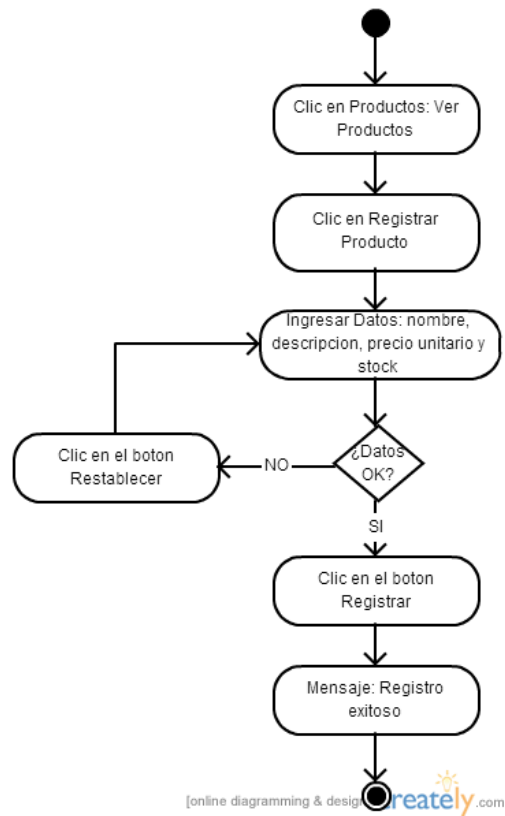 Clic en Productos: Ver
Productos
Clic en Registrar
Producto
Ingresar Datos: nombre,
descripcion, precio unitario y
stock
Clic en el boton
Restablecer
NO
¿Datos
OK?
SI
Clic en el boton
Registrar
Mensaje: Registro
exitoso
[online diagramming & design] creately.com